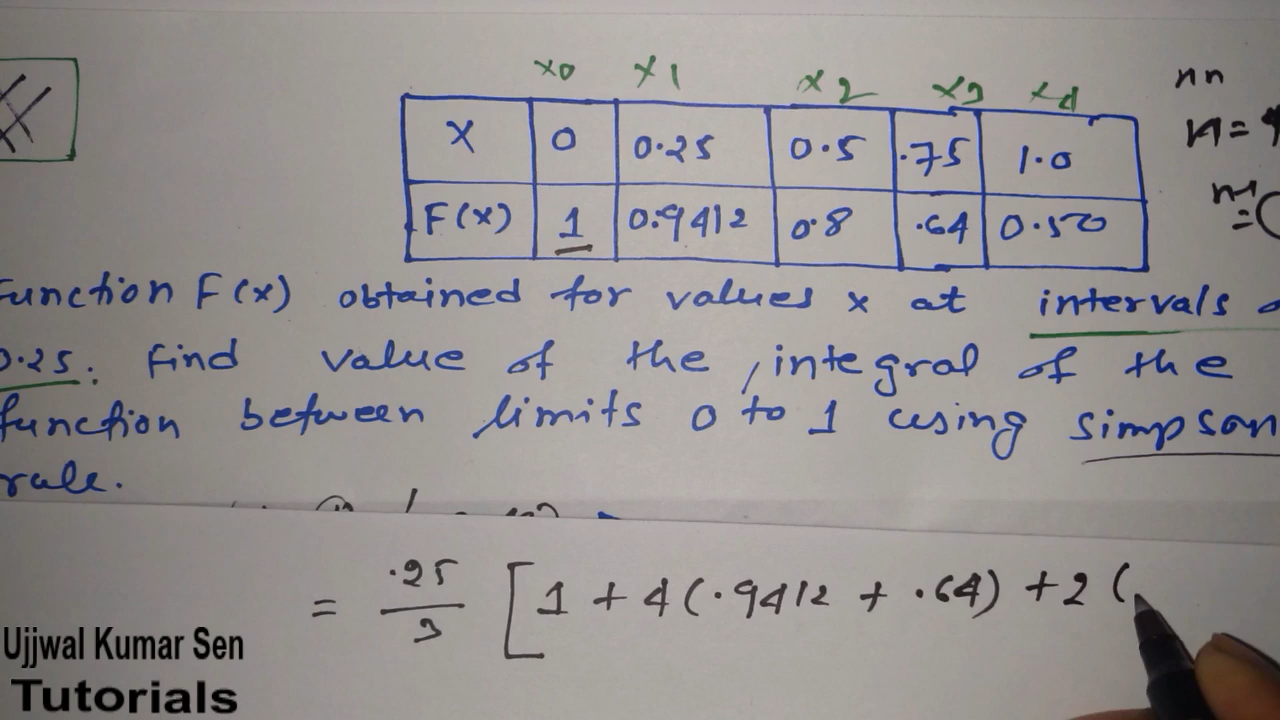 x0 x1 x2 x3 x4
x 0 0.25 0.5 .75 1.0
F(x) 1 0.9412 0.8 .64 0.50
nn
n=
Function F(x) obtained for values x at intervals
0.25. Find value of the, integral of the
function between limits 0 to 1 using simpson
rule.
= .25/3 [1 + 4(.9412 + .64) + 2(
Ujjwal Kumar Sen
Tutorials